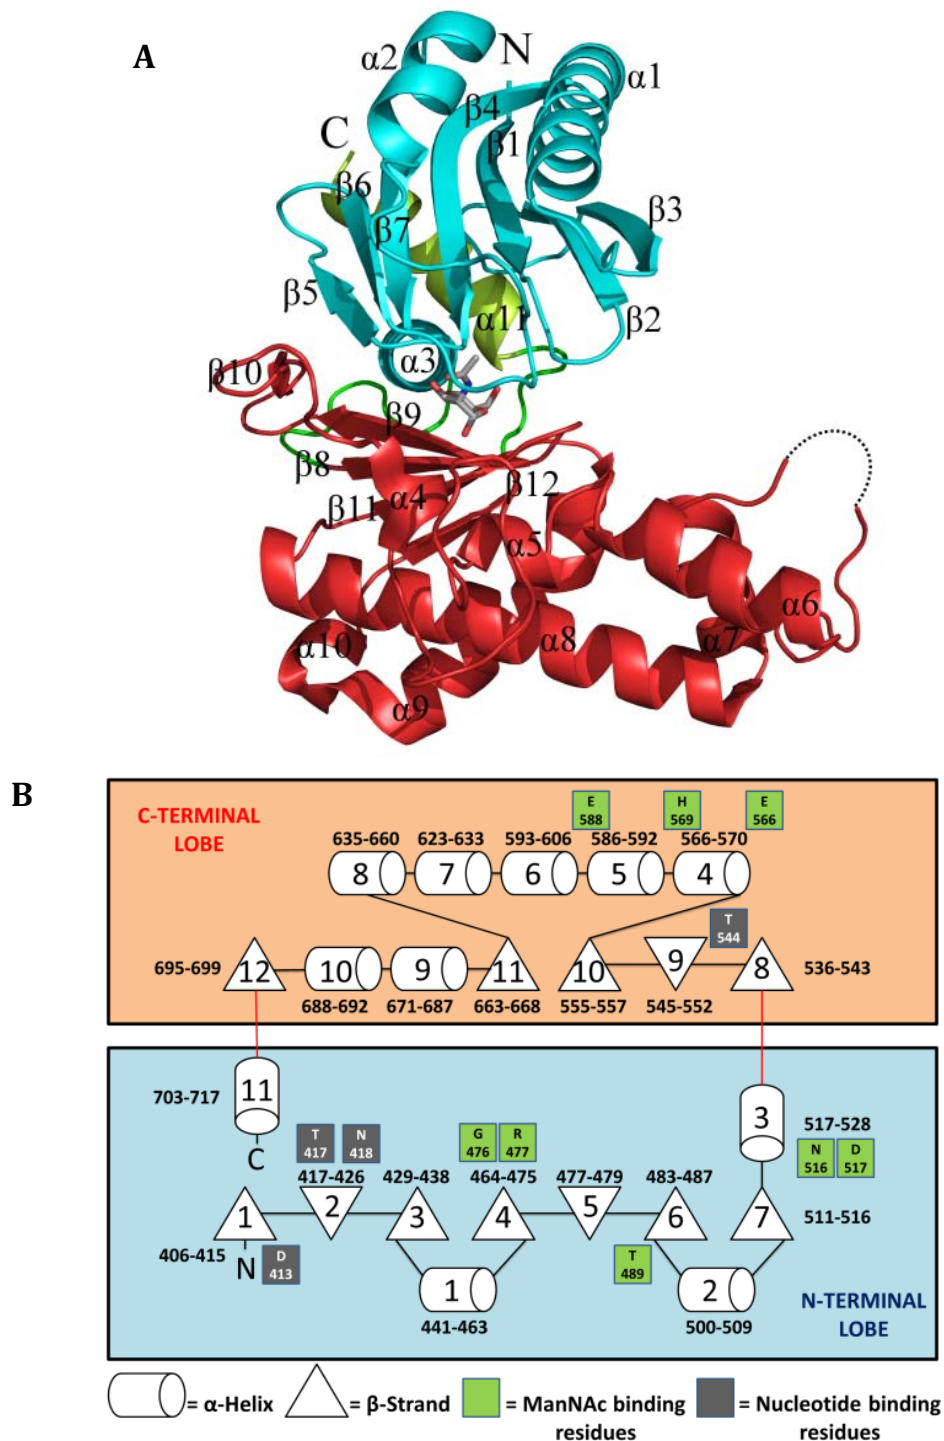 A
α2
N
α1
β4
C
β1
β6
β3
β7
β5
α11
β2
α3
β10
β9
β8
β12
β11
α4
α5
α6
α8
α7
α10
α9
B
C-TERMINAL
LOBE
E
588
H
569
E
566
635-660
623-633
593-606
586-592
566-570
8
7
6
5
4
T
544
695-699
12
10
9
11
10
9
8
536-543
688-692
671-687
663-668
555-557
545-552
703-717
11
C
3
517-528
T
417
N
418
G
476
R
477
N
516
D
517
417-426
429-438
464-475
477-479
483-487
1
2
3
4
5
6
7
511-516
406-415
N
D
413
T
489
1
2
441-463
500-509
N-TERMINAL
LOBE
= α-Helix
= β-Strand
= ManNAc binding
residues
= Nucleotide binding
residues